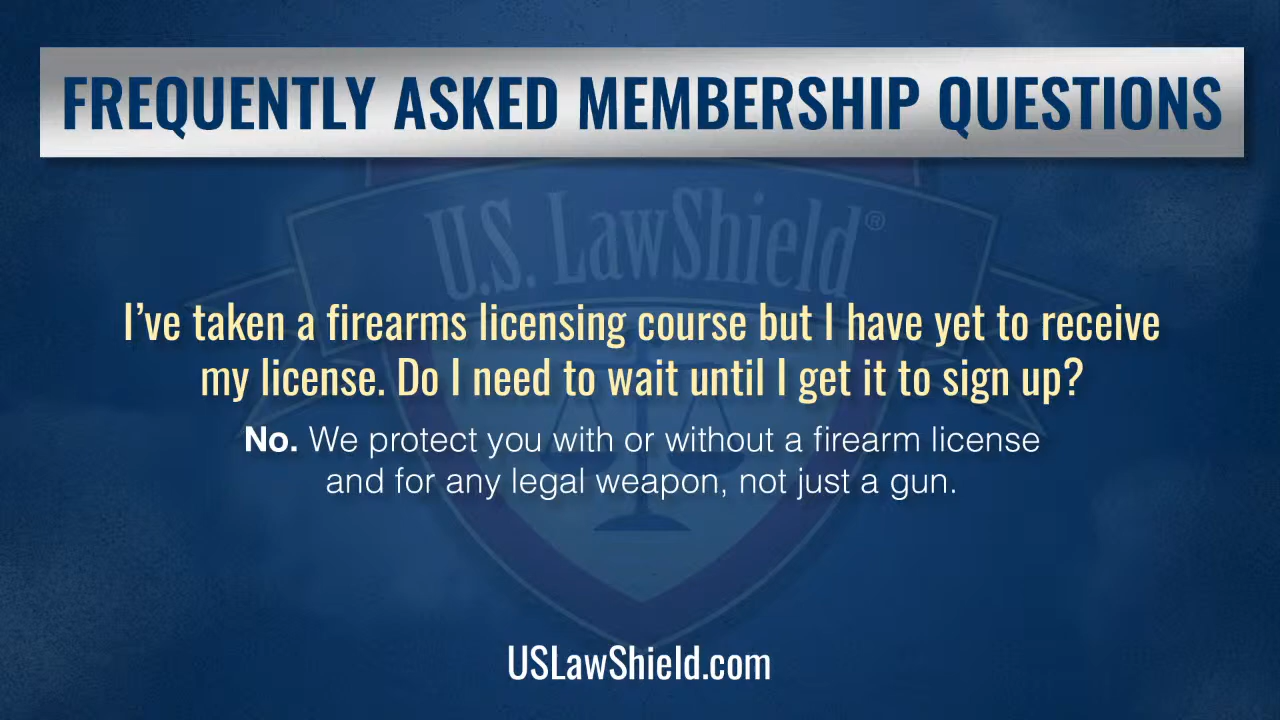 FREQUENTLY ASKED MEMBERSHIP QUESTIONS
U.S. LawShield®
I’ve taken a firearms licensing course but I have yet to receive
my license. Do I need to wait until I get it to sign up?
No. We protect you with or without a firearm license
and for any legal weapon, not just a gun.
USLawShield.com